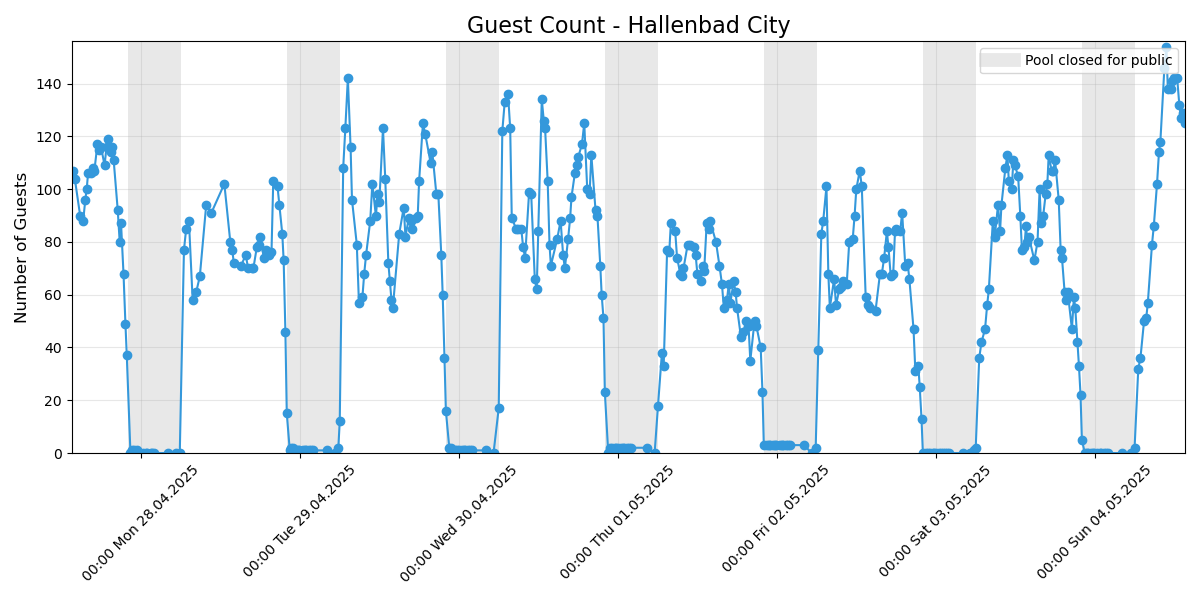 Guest Count - Hallenbad City
Pool closed for public
Number of Guests
140
120
100
80
60
40
20
0
00:00 Mon 28.04.2025
00:00 Tue 29.04.2025
00:00 Wed 30.04.2025
00:00 Thu 01.05.2025
00:00 Fri 02.05.2025
00:00 Sat 03.05.2025
00:00 Sun 04.05.2025